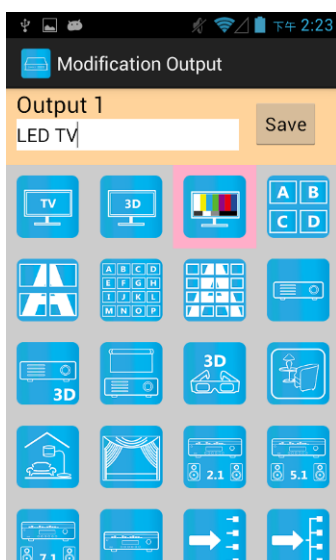 下午 2:23
Modification Output
Output 1
LED TV
Save
TV
3D
A B
C D
A B C D
E F G H
I J K L
M N O P
3D
3D
2.1
5.1
7.1